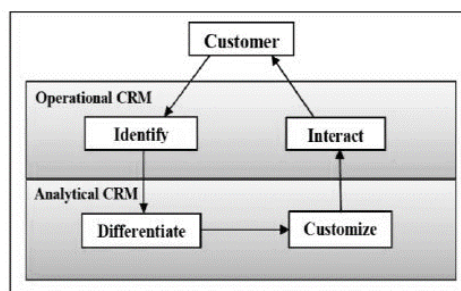 Customer
Operational CRM
Identify
Interact
Analytical CRM
Differentiate
Customize